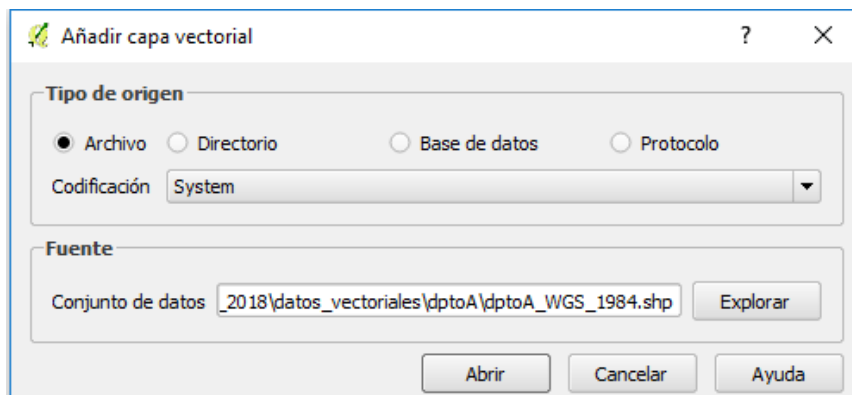 Añadir capa vectorial ?
Tipo de origen
Archivo Directorio Base de datos Protocolo
Codificación System
Fuente
Conjunto de datos _2018\datos_vectoriales\dptoA\dptoA_WGS_1984.shp Explorar
Abrir Cancelar Ayuda